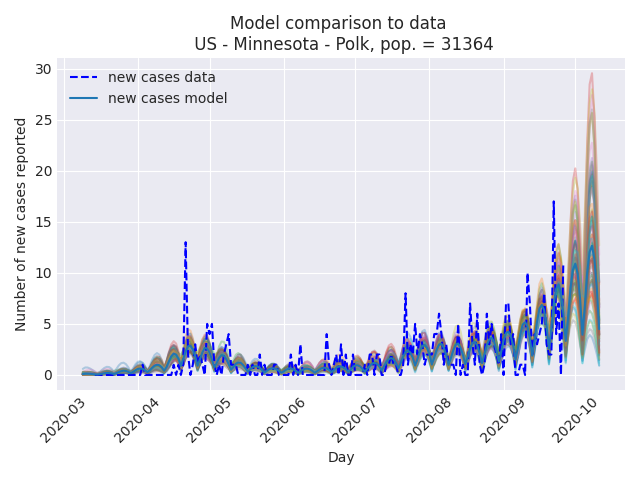 Model comparison to data
US - Minnesota - Polk, pop. = 31364
new cases data
new cases model
Number of new cases reported
30
25
20
15
10
5
0
2020-03
2020-04
2020-05
2020-06
2020-07
2020-08
2020-09
2020-10
Day